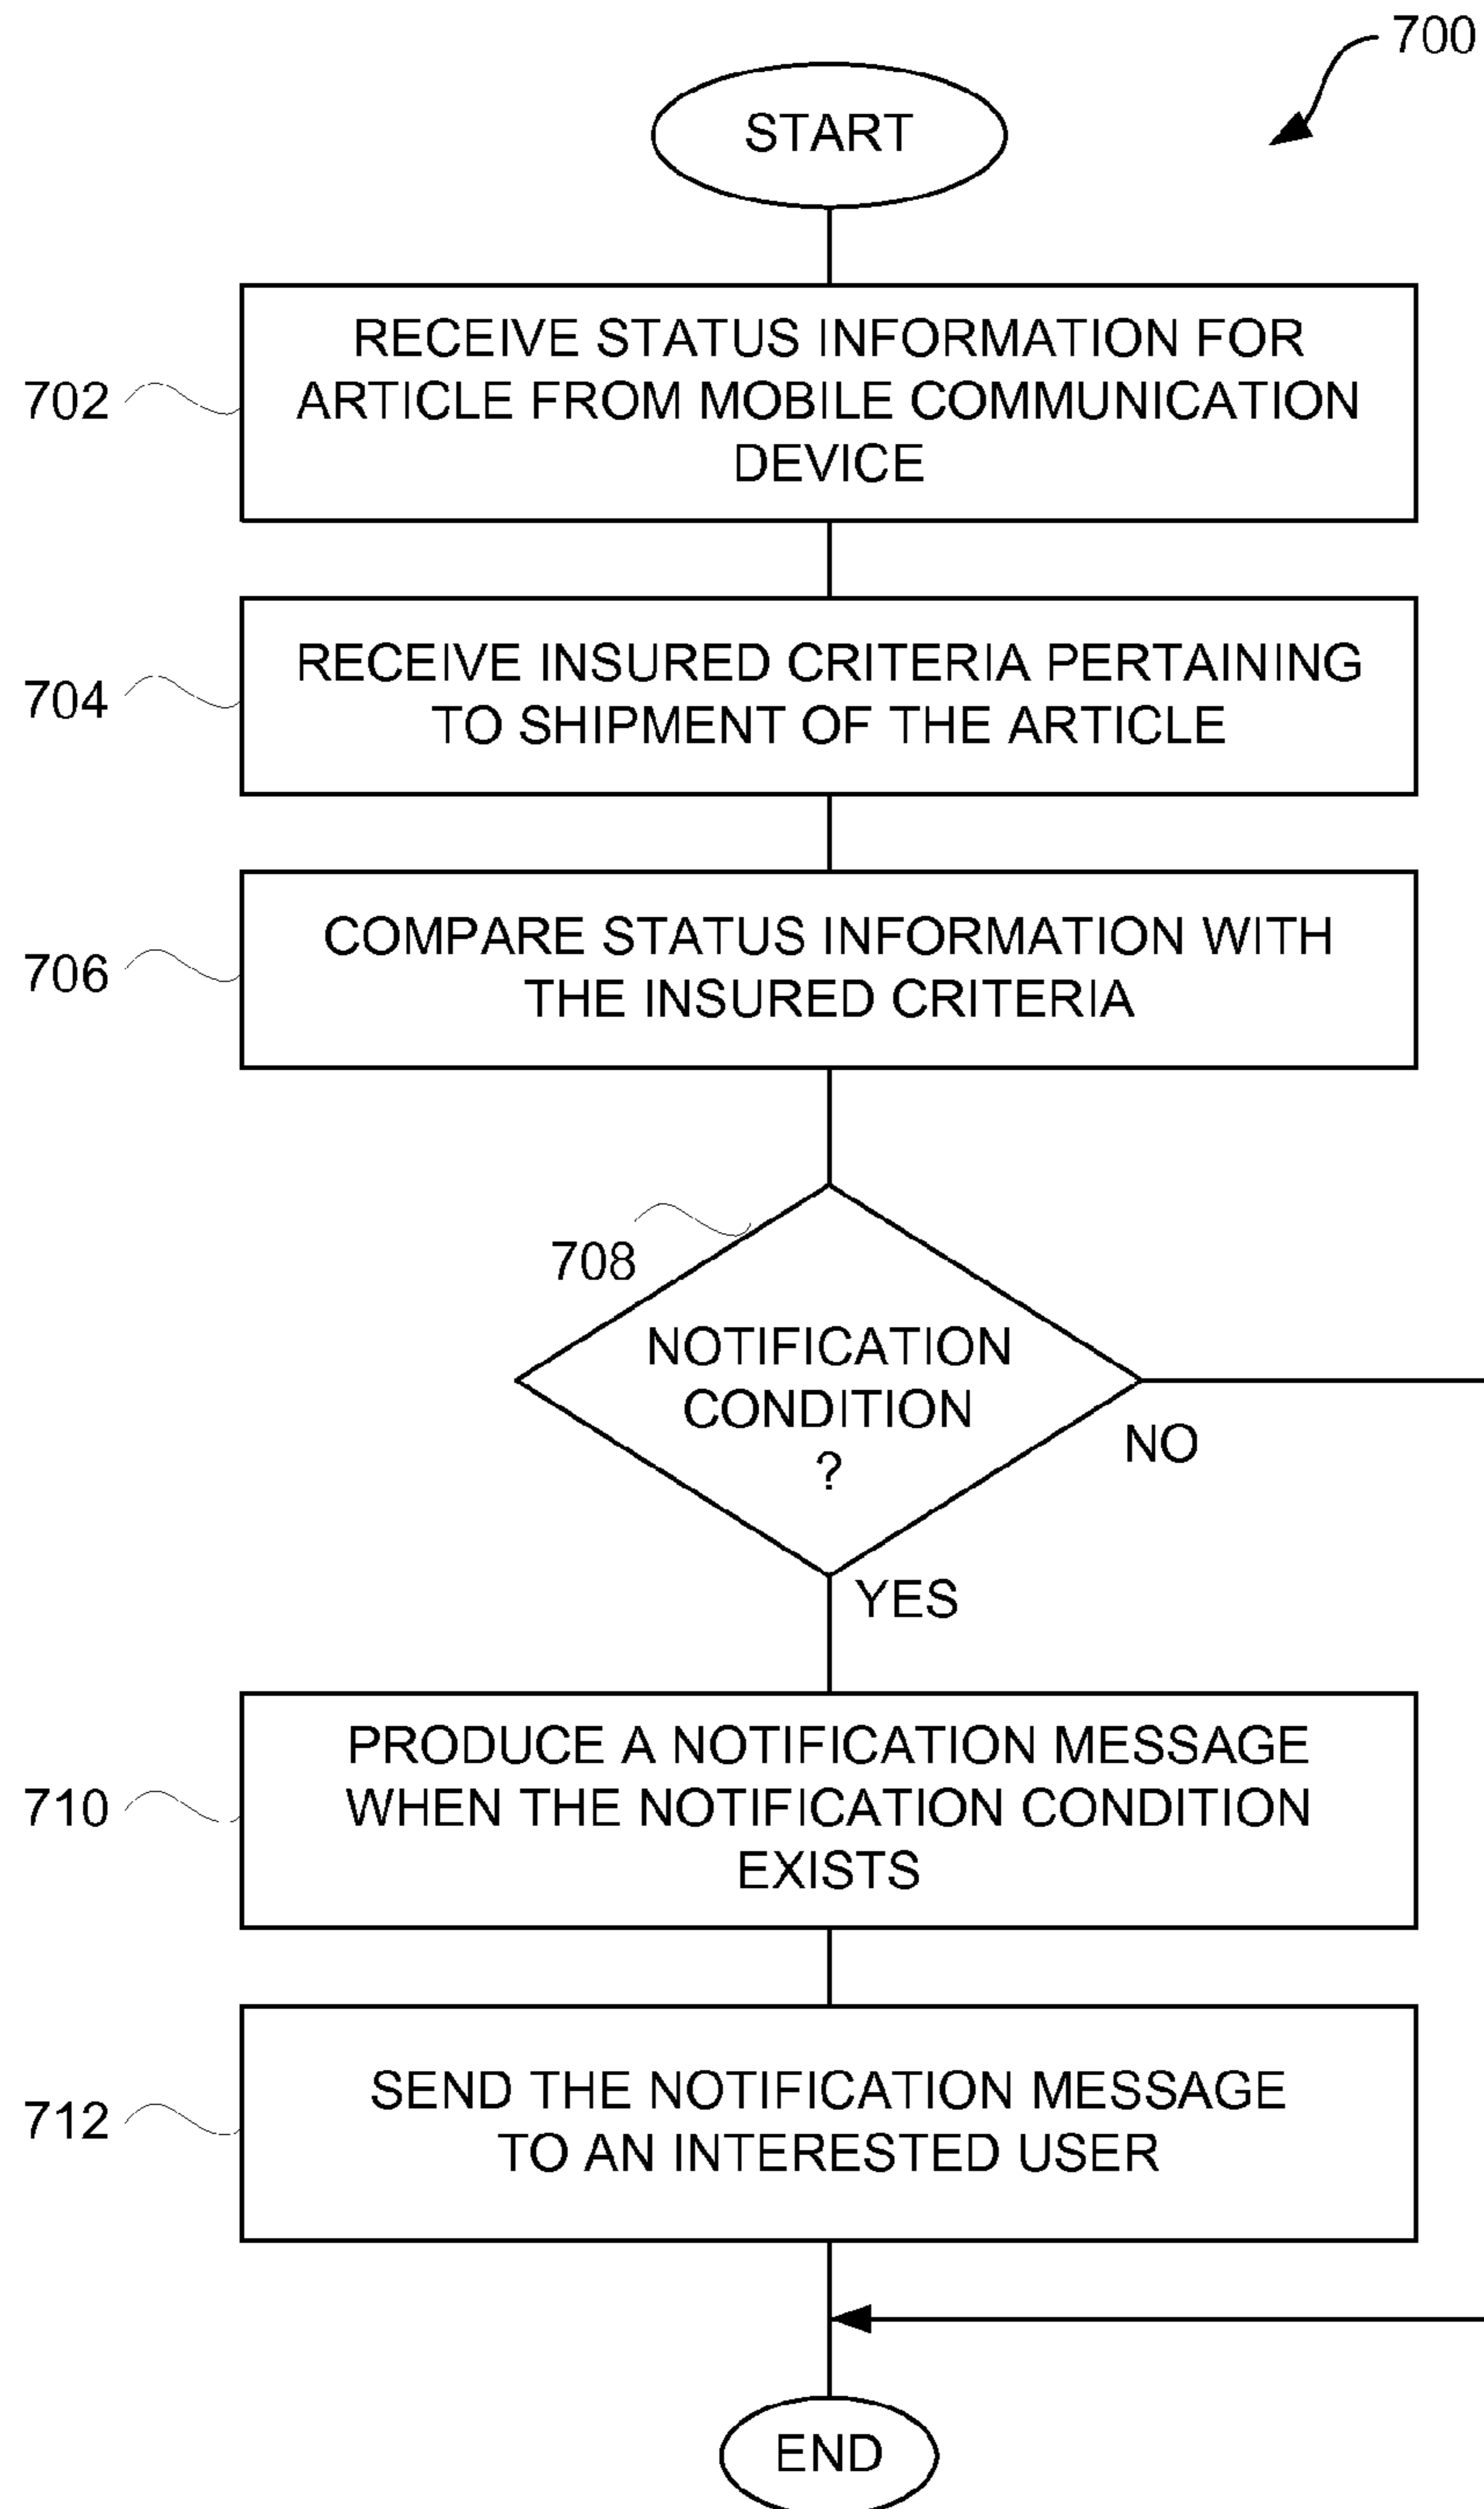 700
START
702
RECEIVE STATUS INFORMATION FOR
ARTICLE FROM MOBILE COMMUNICATION
DEVICE
704
RECEIVE INSURED CRITERIA PERTAINING
TO SHIPMENT OF THE ARTICLE
706
COMPARE STATUS INFORMATION WITH
THE INSURED CRITERIA
708
NOTIFICATION
CONDITION
?
NO
YES
710
PRODUCE A NOTIFICATION MESSAGE
WHEN THE NOTIFICATION CONDITION
EXISTS
712
SEND THE NOTIFICATION MESSAGE
TO AN INTERESTED USER
END